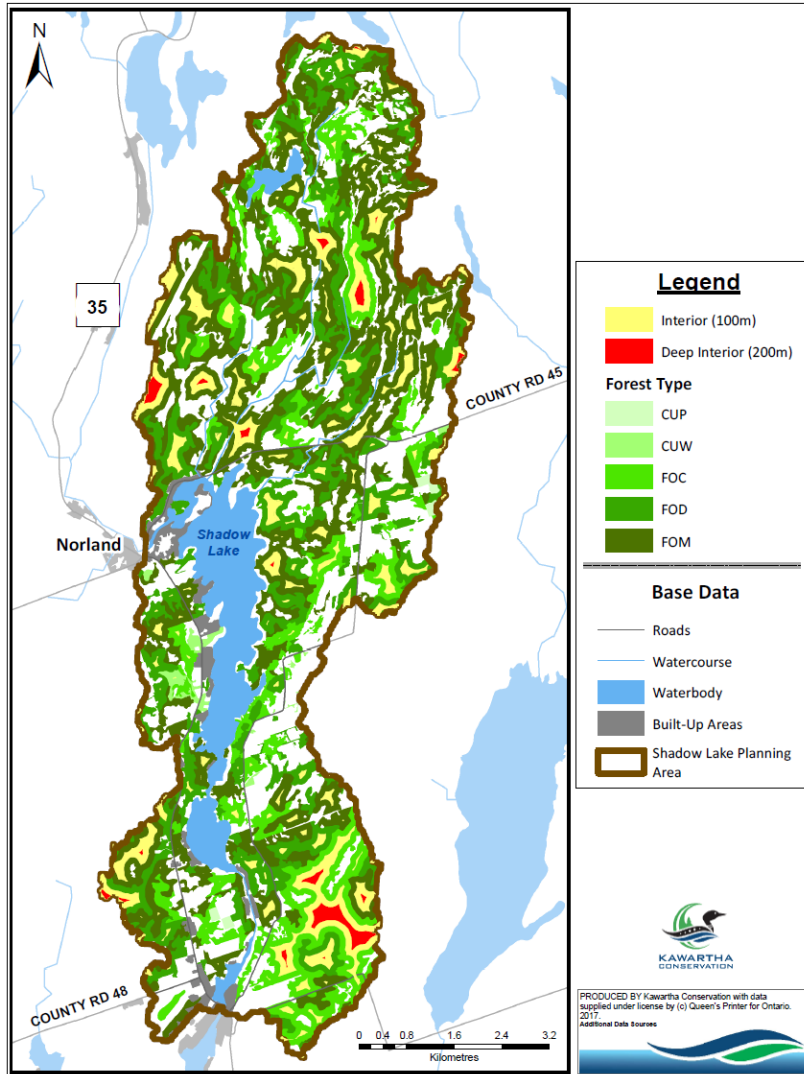 N
35
COUNTY RD 45
Norland
Shadow
Lake
COUNTY RD 48
0 0.4 0.8 1.6 2.4 3.2
Kilometres
Legend
Interior (100m)
Deep Interior (200m)
Forest Type
CUP
CUW
FOC
FOD
FOM
Base Data
Roads
Watercourse
Waterbody
Built-Up Areas
Shadow Lake Planning
Area
KAWARTHA
CONSERVATION
PRODUCED BY Kawartha Conservation with data
supplied under license by (c) Queen's Printer for Ontario.
2017.
Additional Data Sources